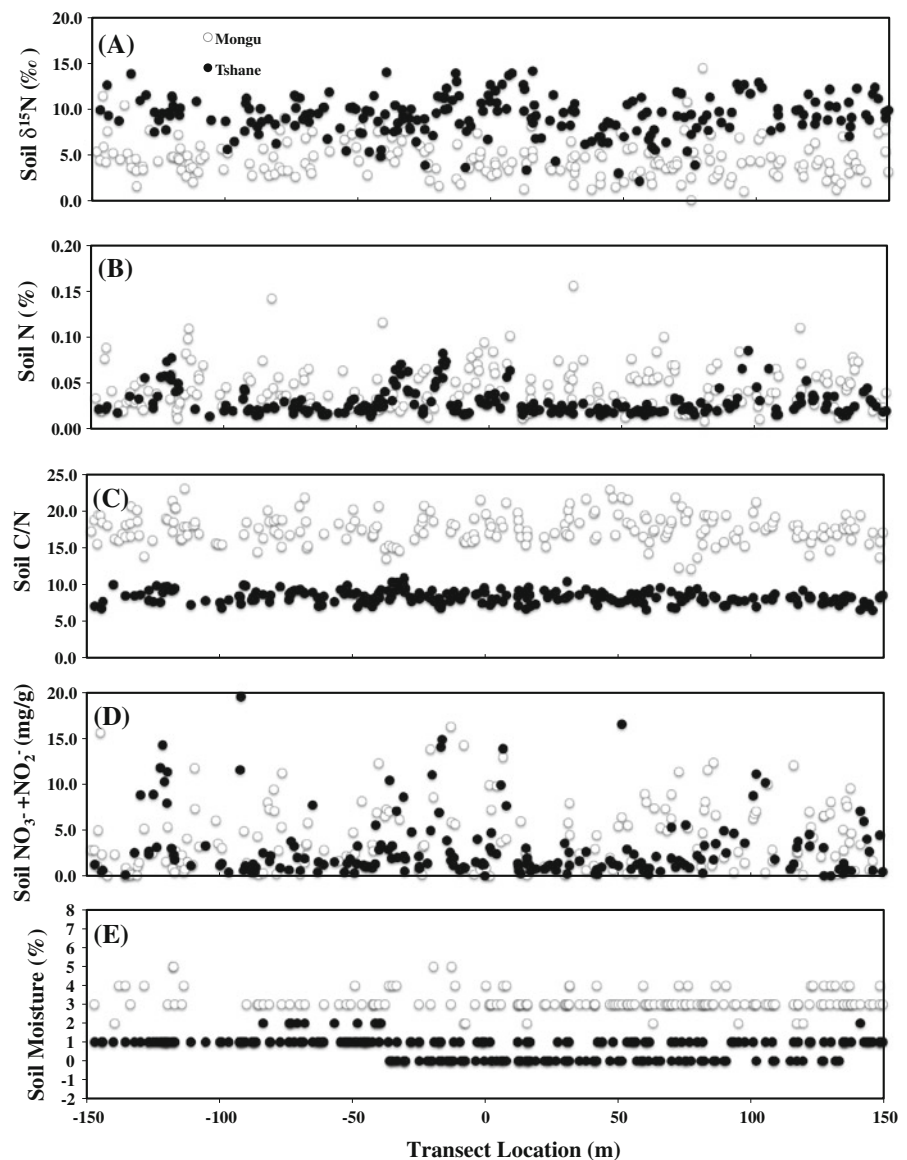 (A)
Mongu
Tshane
Soil δ15N (‰)
20.0
15.0
10.0
5.0
0.0
(B)
Soil N (%)
0.20
0.15
0.10
0.05
0.00
(C)
Soil C/N
25.0
20.0
15.0
10.0
5.0
0.0
(D)
Soil NO3-+NO2- (mg/g)
20.0
15.0
10.0
5.0
0.0
(E)
Soil Moisture (%)
8
7
6
5
4
3
2
1
0
-1
-2
-150 -100 -50 0 50 100 150
Transect Location (m)